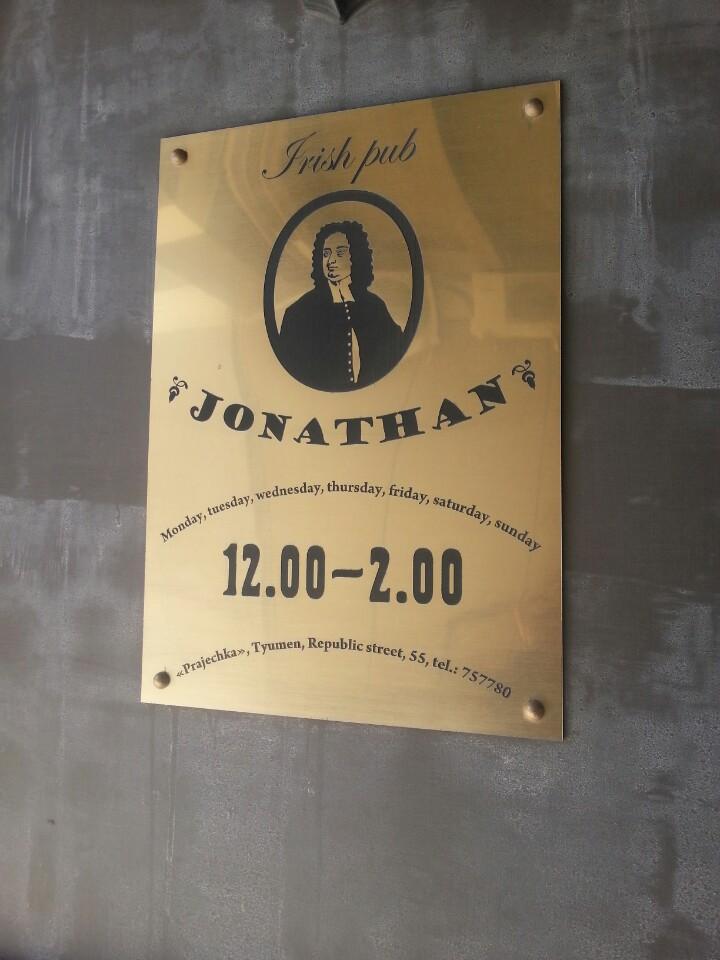 Irish pub
JONATHAN
Monday, tuesday, wednesday, thursday, friday, saturday, sunday
12.00–2.00
«Prajechka», Tyumen, Republic street, 55, tel.: 757780